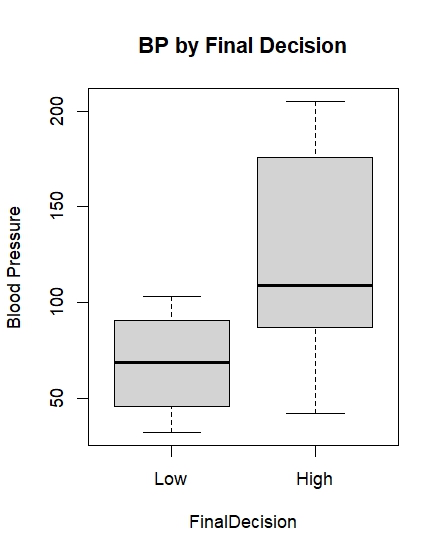 BP by Final Decision
Blood Pressure
200
150
100
50
Low High
FinalDecision